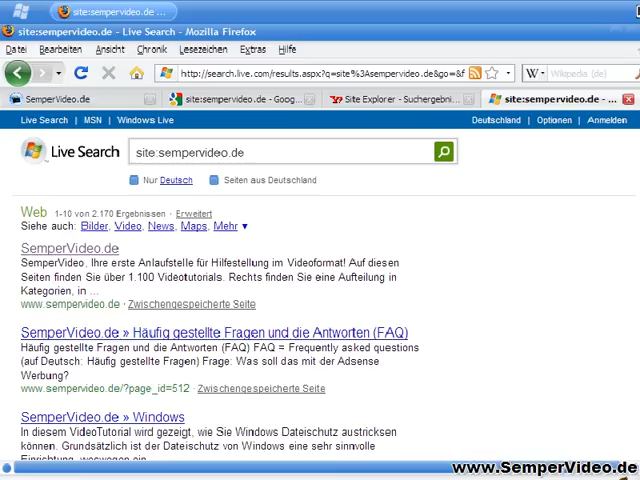 site:sempervideo.de ...
site:sempervideo.de - Live Search - Mozilla Firefox
Datei Bearbeiten Ansicht Chronik Lesezeichen Extras Hilfe
http://search.live.com/results.aspx?q=site%3Asempervideo.de&go=&f
W Wikipedia (de)
SemperVideo.de
site:sempervideo.de - Goog...
Site Explorer - Suchergebni...
site:sempervideo.de - ...
Live Search | MSN | Windows Live
Deutschland | Optionen | Anmelden
Live Search
site:sempervideo.de
Nur Deutsch
Seiten aus Deutschland
Web 1-10 von 2.170 Ergebnissen · Erweitert
Siehe auch: Bilder, Video, News, Maps, Mehr
SemperVideo.de
SemperVideo, Ihre erste Anlaufstelle für Hilfestellung im Videoformat! Auf diesen
Seiten finden Sie über 1.100 Videotutorials. Rechts finden Sie eine Aufteilung in
Kategorien, in ...
www.sempervideo.de · Zwischengespeicherte Seite
SemperVideo.de » Häufig gestellte Fragen und die Antworten (FAQ)
Häufig gestellte Fragen und die Antworten (FAQ) FAQ = Frequently asked questions
(auf Deutsch: Häufig gestellte Fragen) Frage: Was soll das mit der Adsense
Werbung?
www.sempervideo.de/?page_id=512 · Zwischengespeicherte Seite
SemperVideo.de » Windows
In diesem VideoTutorial wird gezeigt, wie Sie Windows Dateischutz austricksen
können. Grundsätzlich ist der Dateischutz von Windows eine sehr sinnvolle
Einrichtung, weswegen ein
www.SemperVideo.de